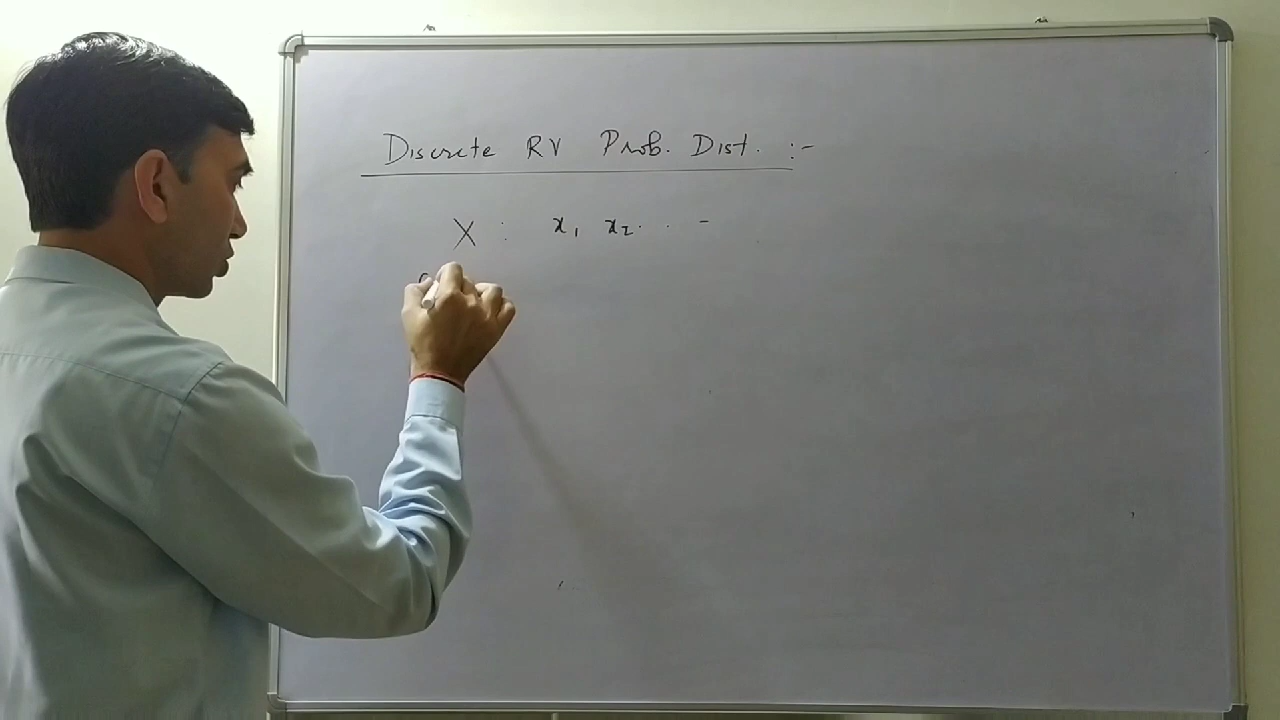 Discrete RV Prob. Dist. :-
X : x₁ x₂ . . -